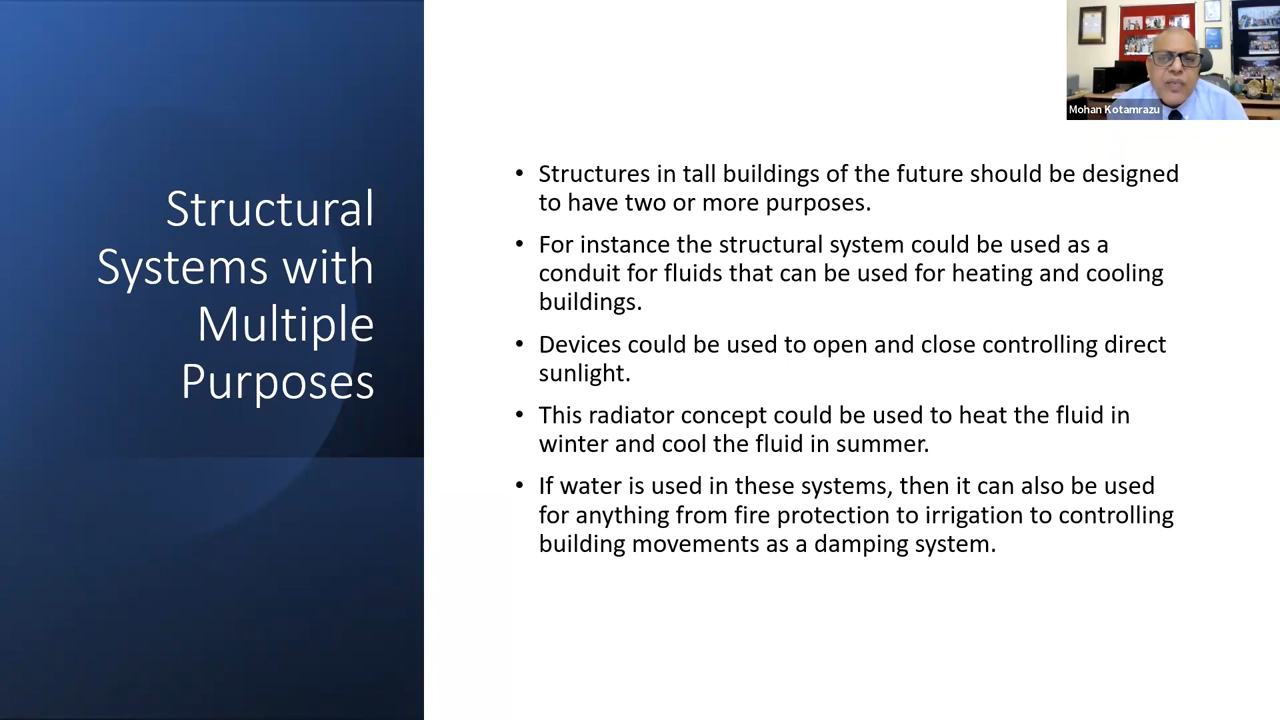 Structural
Systems with
Multiple
Purposes
Mohan Kotamrazu
• Structures in tall buildings of the future should be designed
to have two or more purposes.
• For instance the structural system could be used as a
conduit for fluids that can be used for heating and cooling
buildings.
• Devices could be used to open and close controlling direct
sunlight.
• This radiator concept could be used to heat the fluid in
winter and cool the fluid in summer.
• If water is used in these systems, then it can also be used
for anything from fire protection to irrigation to controlling
building movements as a damping system.